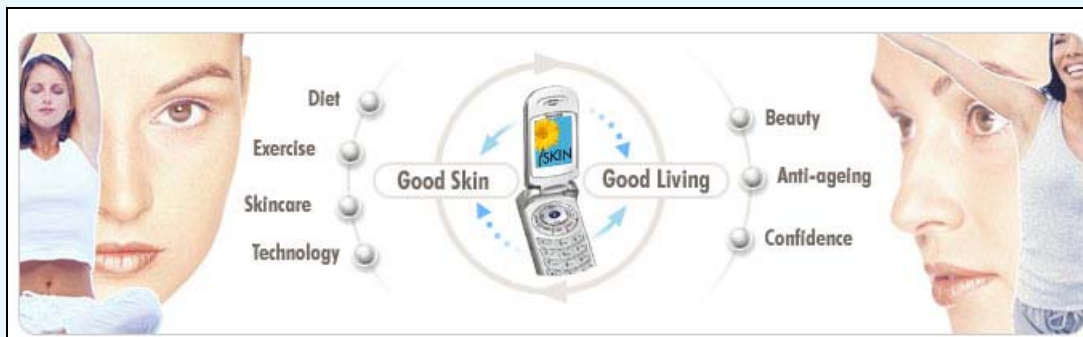 Diet
Exercise
Skincare
Technology
Good Skin
SKIN
Good Living
Beauty
Anti-ageing
Confidence